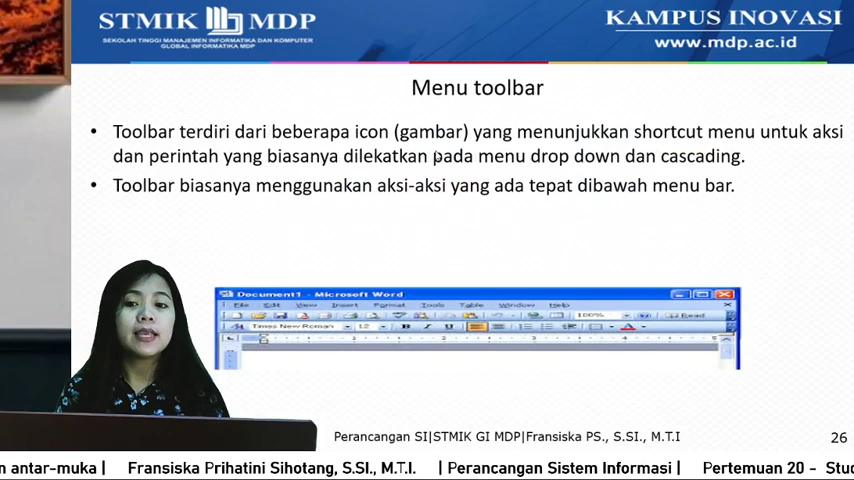 STMIK MDP
SEKOLAH TINGGI MANAJEMEN INFORMATIKA DAN KOMPUTER
GLOBAL INFORMATIKA MDP
KAMPUS INOVASI
www.mdp.ac.id
Menu toolbar
• Toolbar terdiri dari beberapa icon (gambar) yang menunjukkan shortcut menu untuk aksi
dan perintah yang biasanya dilekatkan pada menu drop down dan cascading.
• Toolbar biasanya menggunakan aksi-aksi yang ada tepat dibawah menu bar.
Document1 - Microsoft Word
File Edit View Insert Format Tools Table Window Help
100% Read
Times New Roman 12 B I U
Perancangan SI|STMIK GI MDP|Fransiska PS., S.SI., M.T.I
26
n antar-muka | Fransiska Prihatini Sihotang, S.SI., M.T.I. | Perancangan Sistem Informasi | Pertemuan 20 - Stud